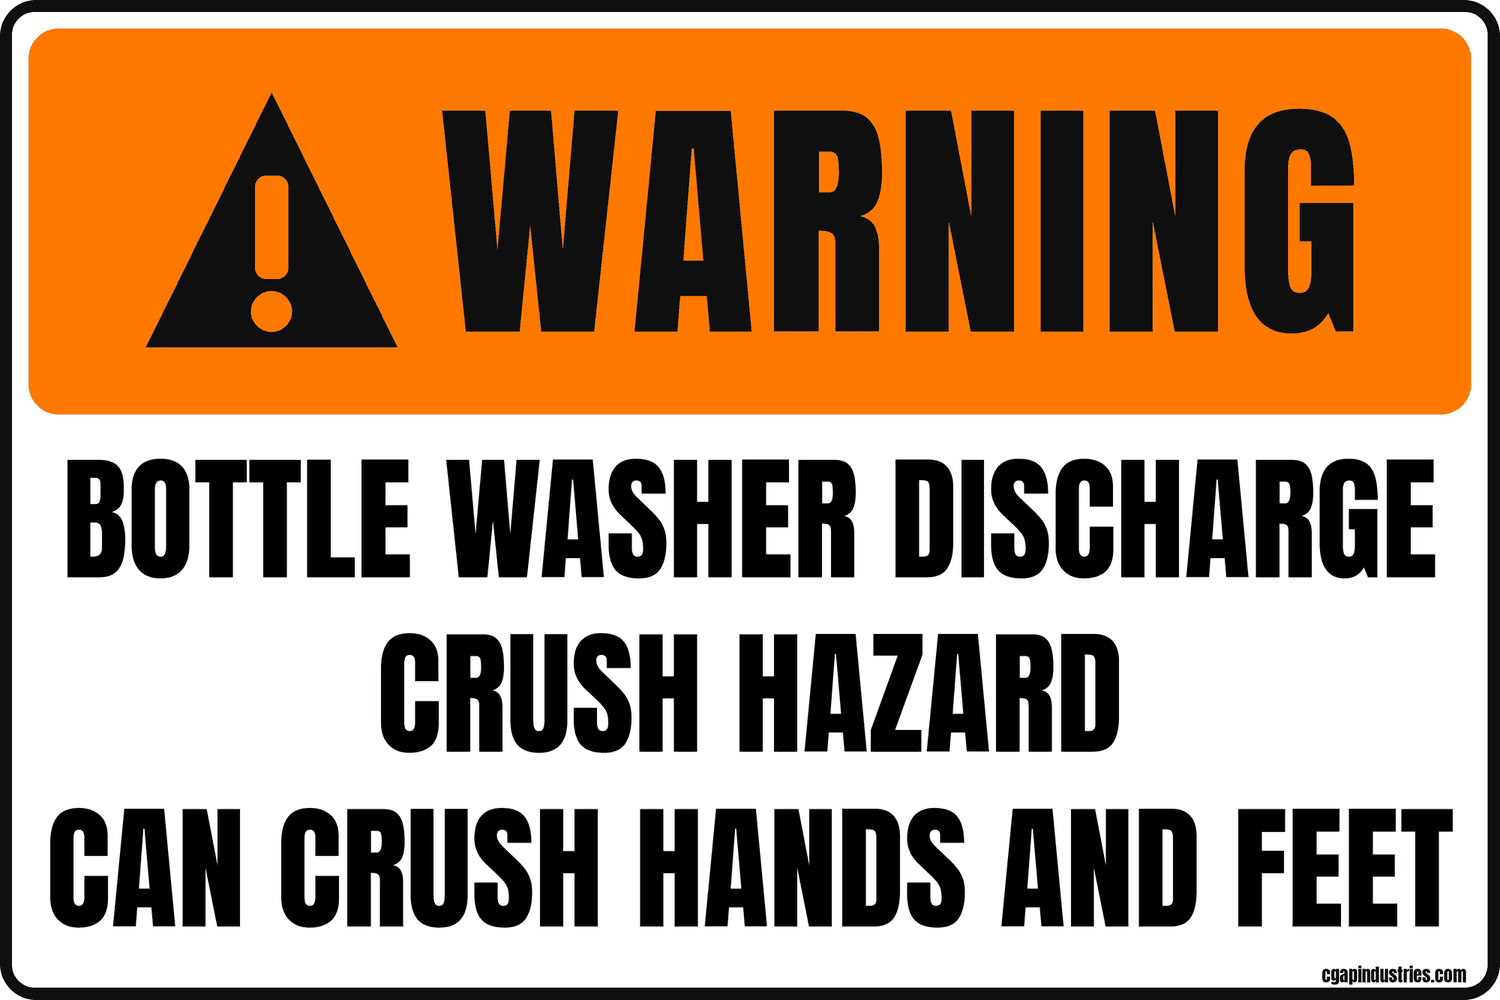 WARNING
BOTTLE WASHER DISCHARGE
CRUSH HAZARD
CAN CRUSH HANDS AND FEET
cgapindustries.com